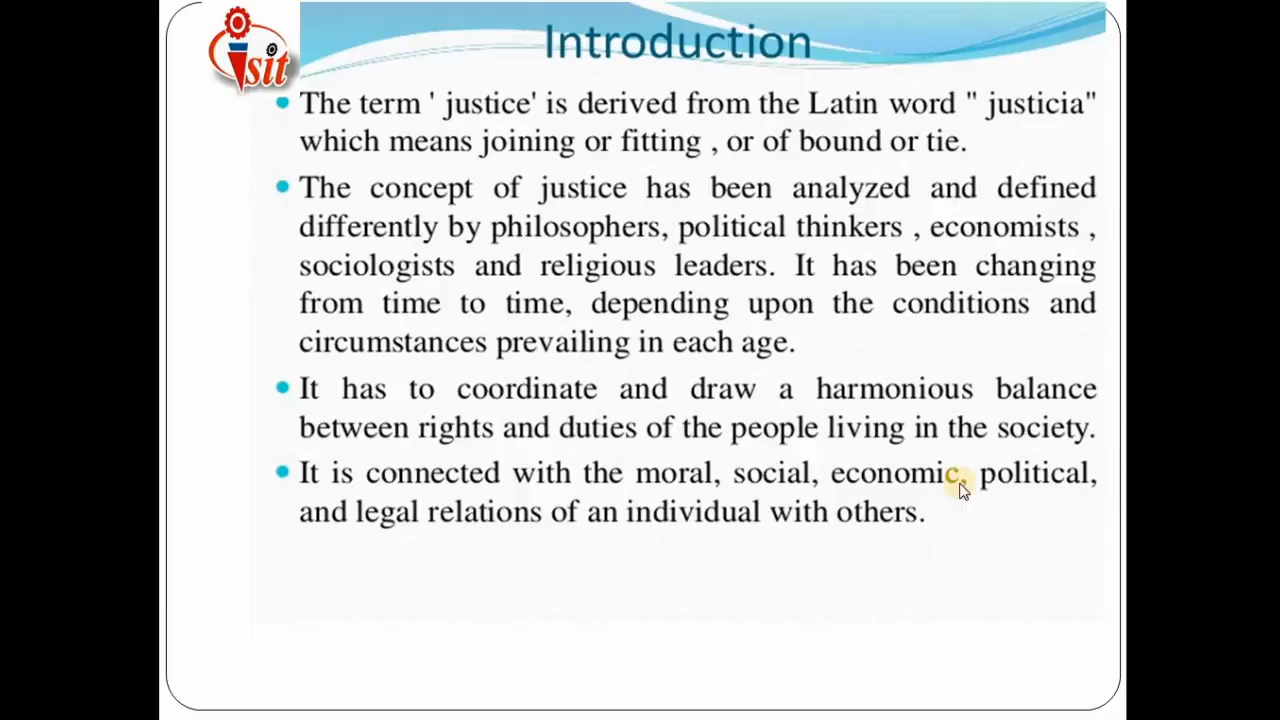 sit
Introduction
The term ' justice' is derived from the Latin word " justicia"
which means joining or fitting , or of bound or tie.
The concept of justice has been analyzed and defined
differently by philosophers, political thinkers , economists ,
sociologists and religious leaders. It has been changing
from time to time, depending upon the conditions and
circumstances prevailing in each age.
It has to coordinate and draw a harmonious balance
between rights and duties of the people living in the society.
It is connected with the moral, social, economic, political,
and legal relations of an individual with others.